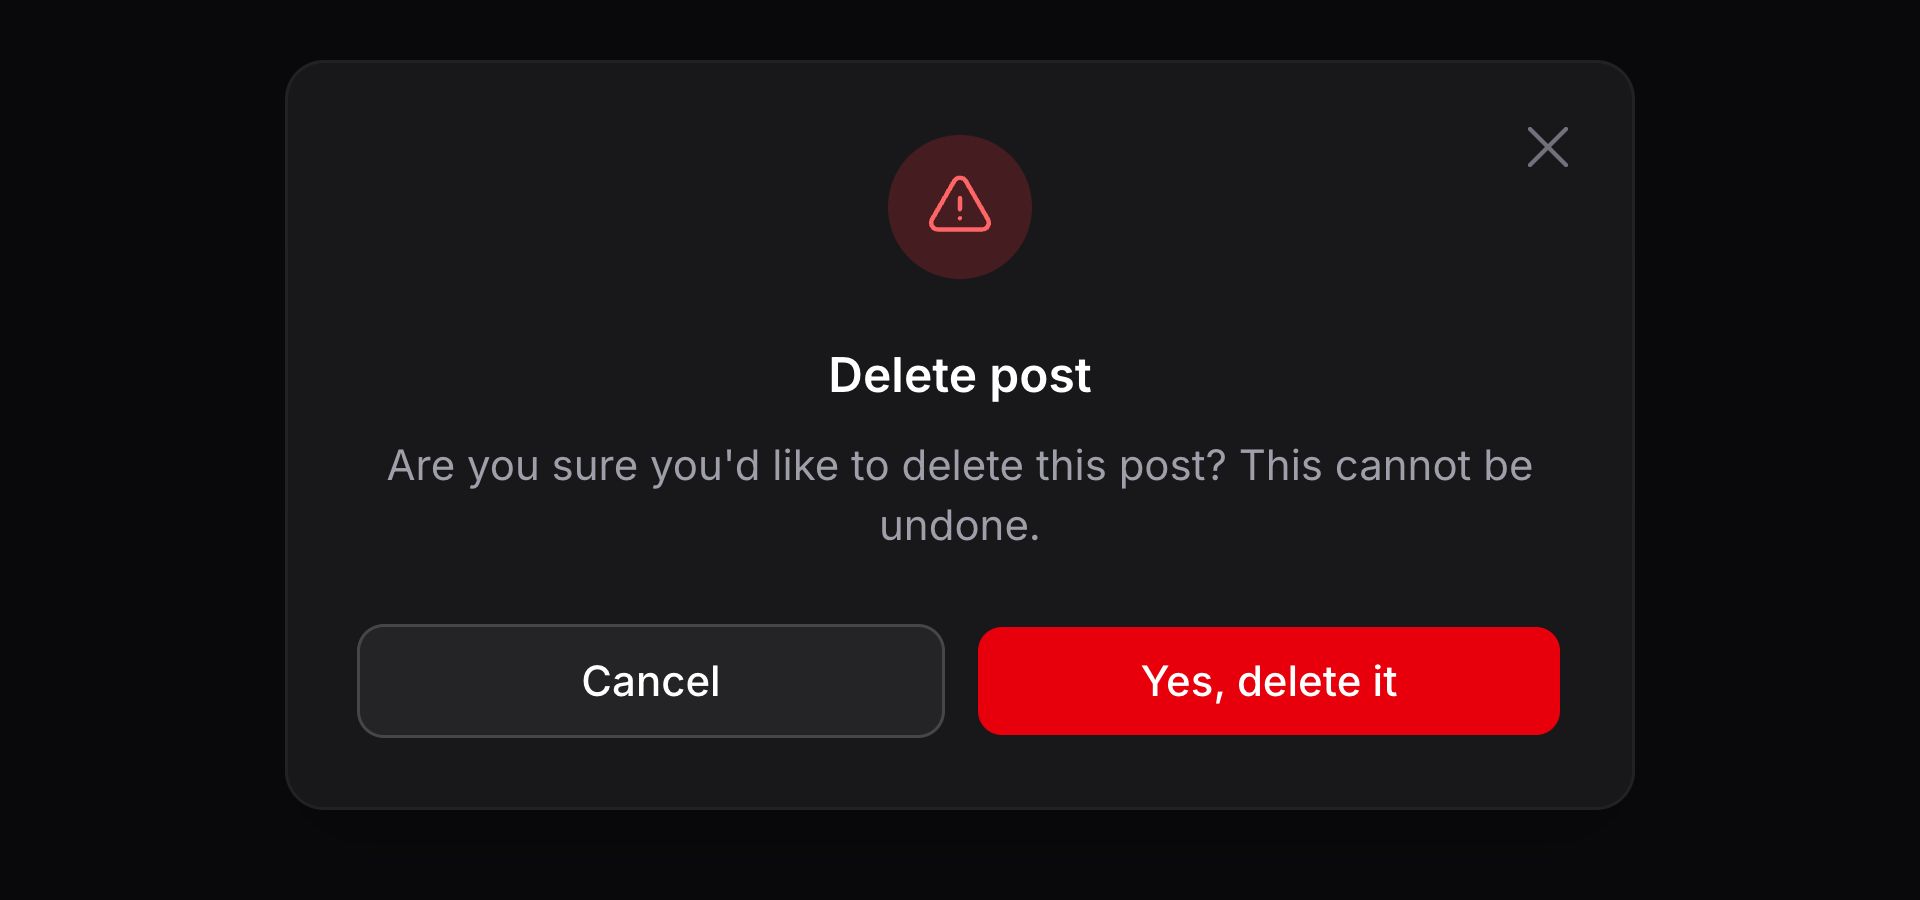 Delete post
Are you sure you'd like to delete this post? This cannot be
undone.
Cancel
Yes, delete it